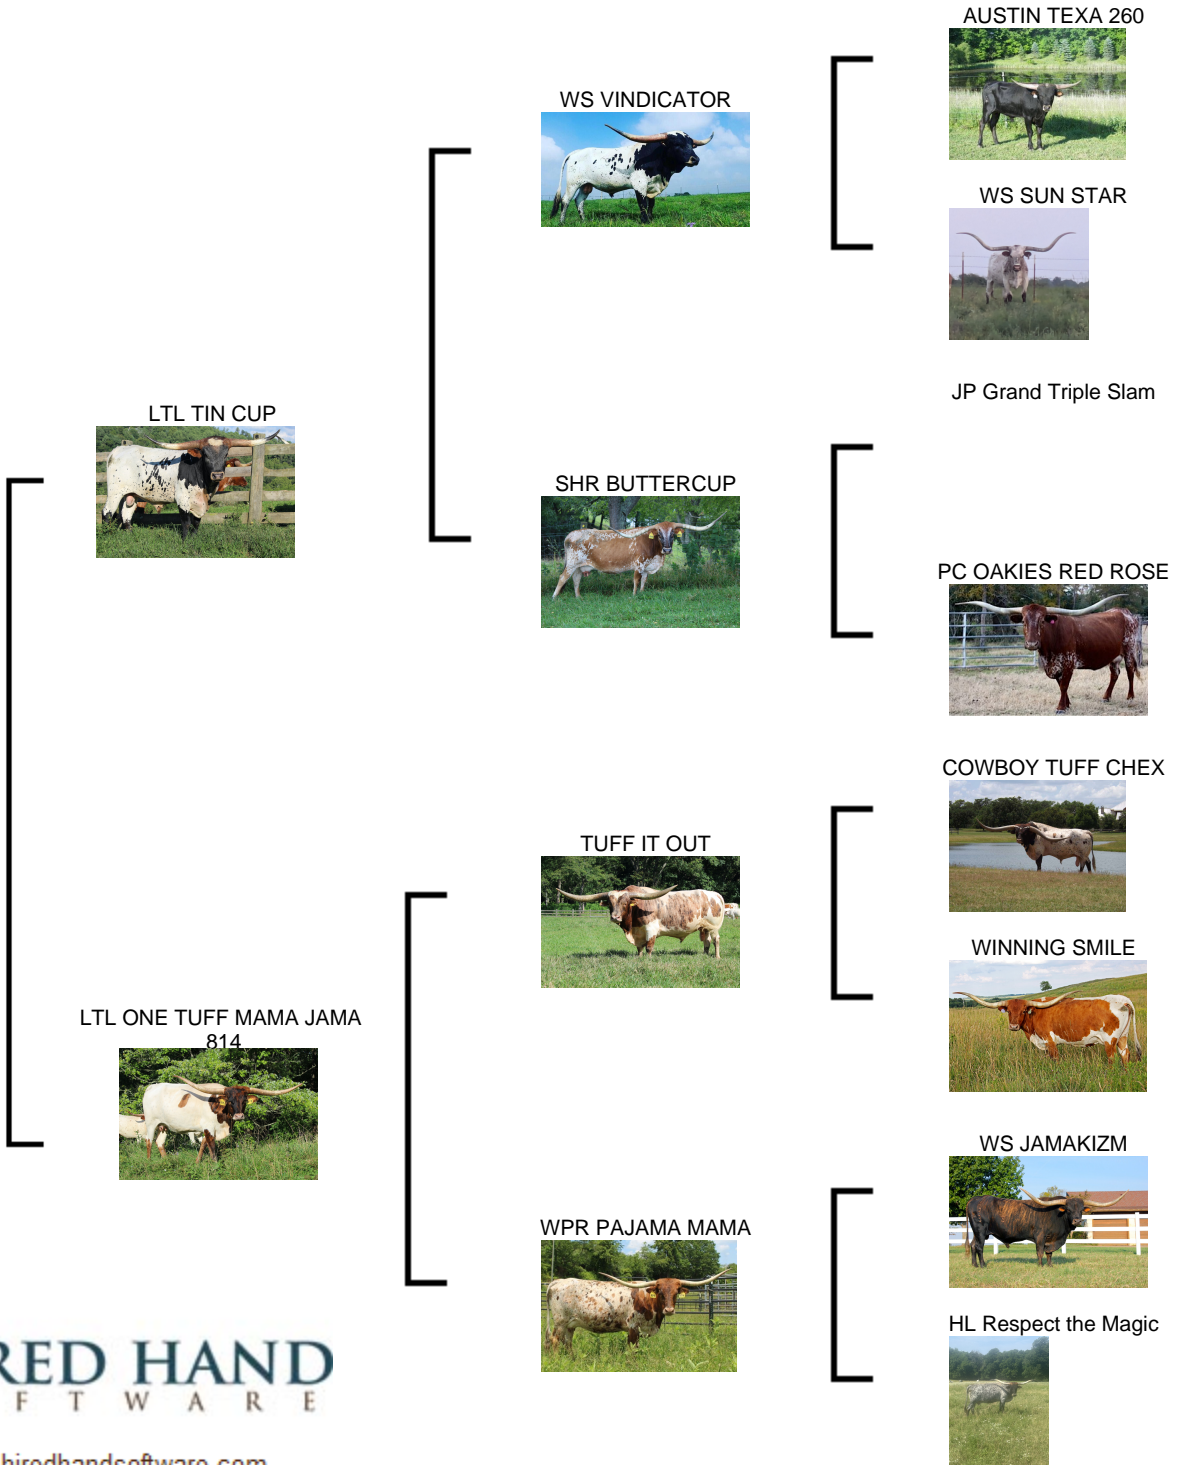 AUSTIN TEXA 260
WS VINDICATOR
WS SUN STAR
JP Grand Triple Slam
LTL TIN CUP
SHR BUTTERCUP
PC OAKIES RED ROSE
COWBOY TUFF CHEX
TUFF IT OUT
WINNING SMILE
LTL ONE TUFF MAMA JAMA
814
WS JAMAKIZM
WPR PAJAMA MAMA
HL Respect the Magic
RED HAND
F T W A R E
hiredhandsoftware.com